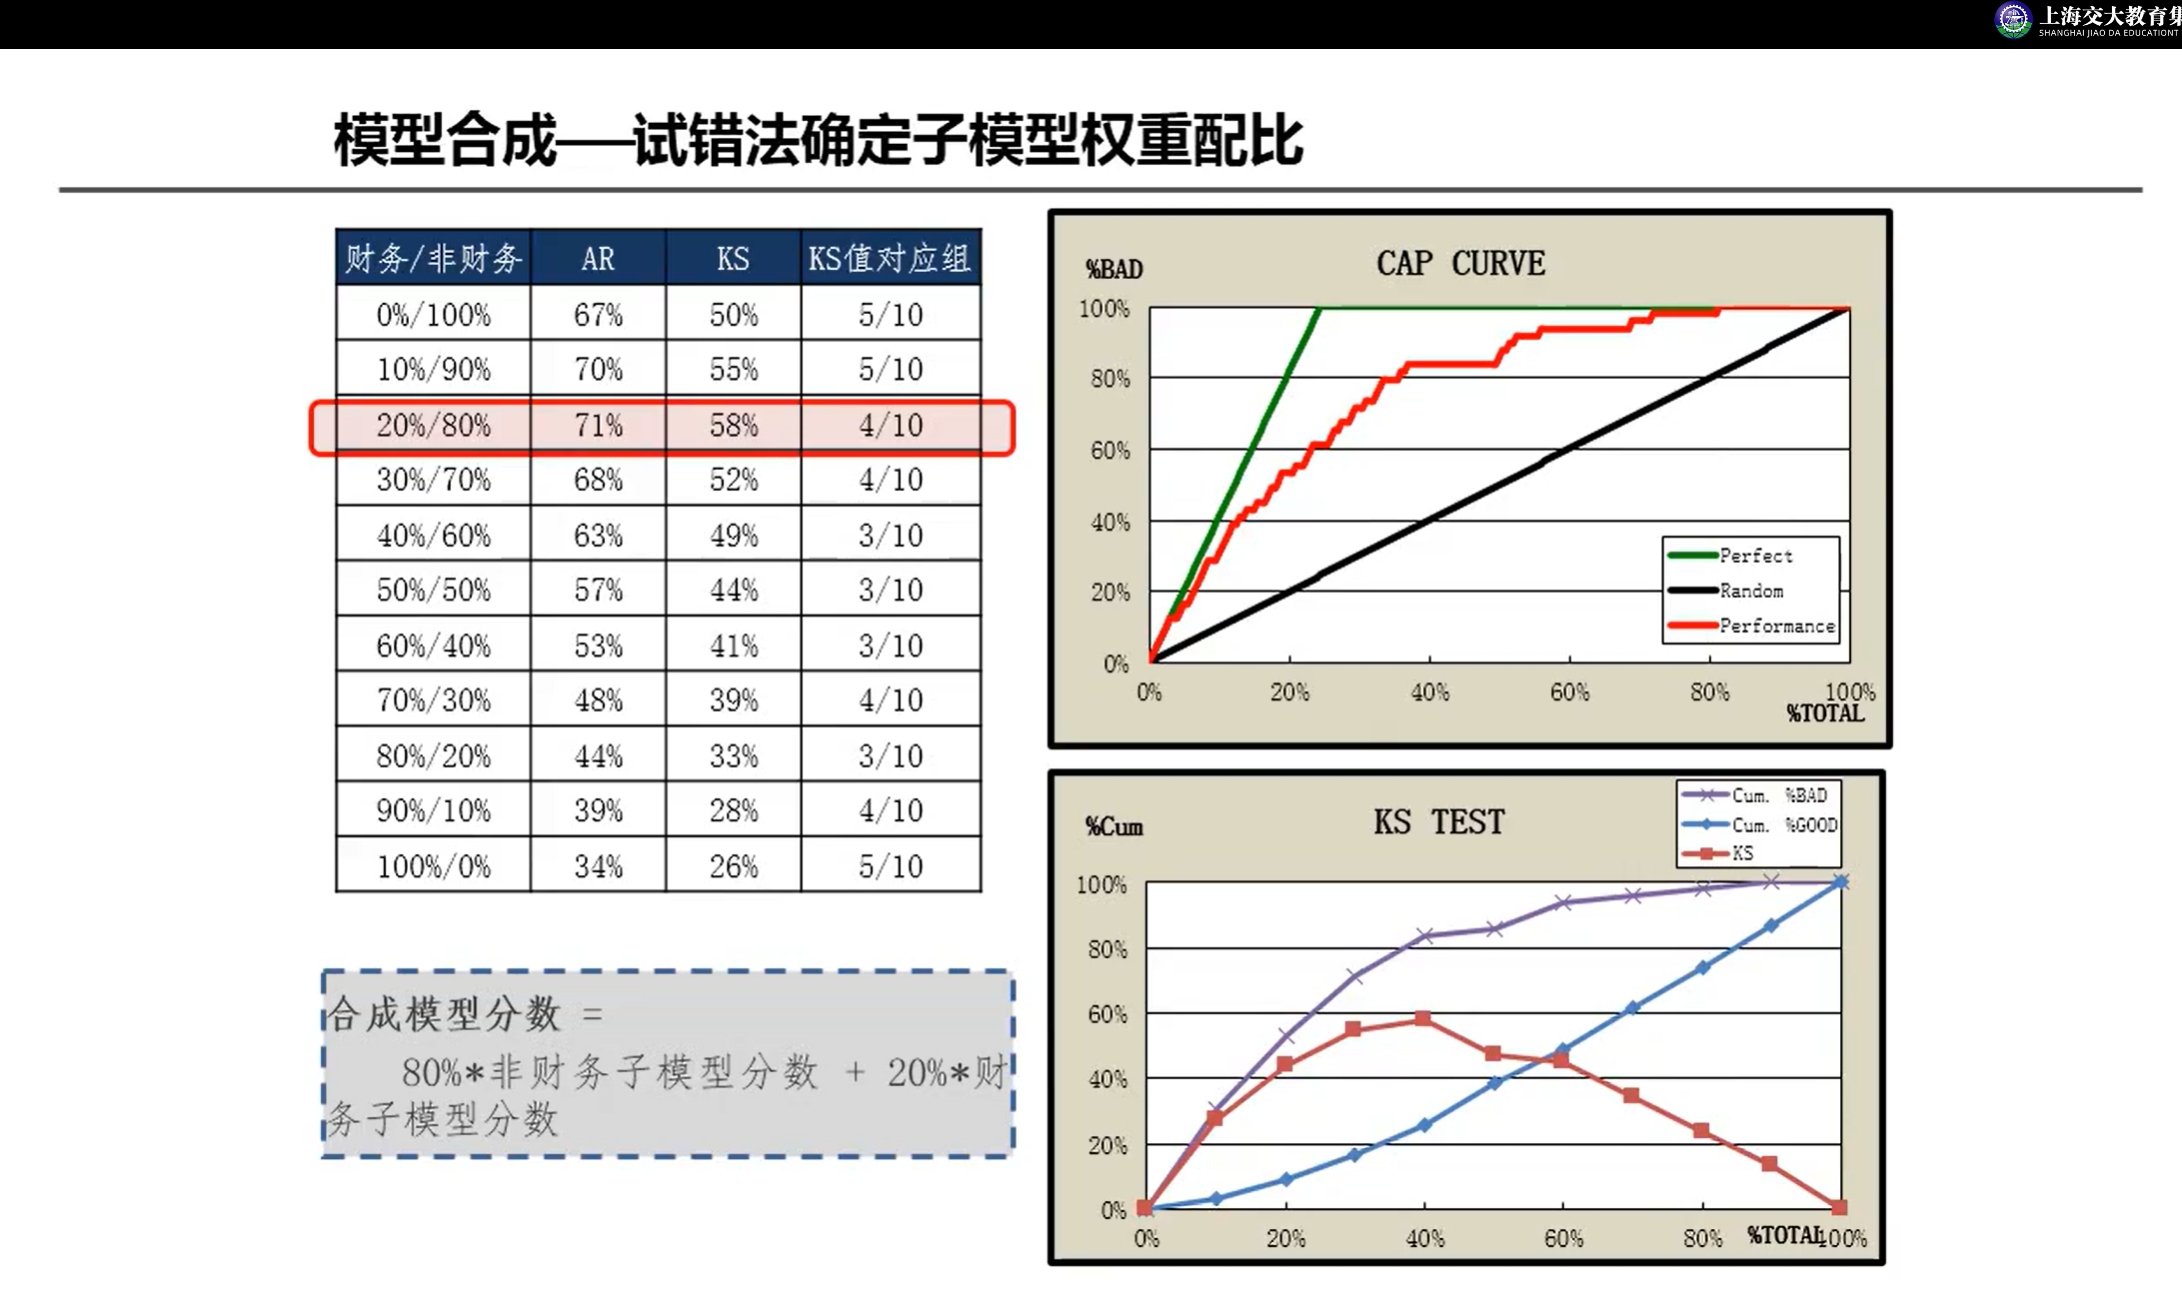 上海交大教育集
SHANGHAI JIAO DA EDUCATIONT
模型合成——试错法确定子模型权重配比
财务/非财务 AR KS KS值对应组
0%/100% 67% 50% 5/10
10%/90% 70% 55% 5/10
20%/80% 71% 58% 4/10
30%/70% 68% 52% 4/10
40%/60% 63% 49% 3/10
50%/50% 57% 44% 3/10
60%/40% 53% 41% 3/10
70%/30% 48% 39% 4/10
80%/20% 44% 33% 3/10
90%/10% 39% 28% 4/10
100%/0% 34% 26% 5/10
合成模型分数 =
80%*非财务子模型分数 + 20%*财
务子模型分数
%BAD
CAP CURVE
100%
80%
60%
40%
20%
0%
0% 20% 40% 60% 80% 100%
%TOTAL
Perfect
Random
Performance
%Cum
KS TEST
Cum. %BAD
Cum. %GOOD
KS
100%
80%
60%
40%
20%
0%
0% 20% 40% 60% 80% 100%
%TOTAL